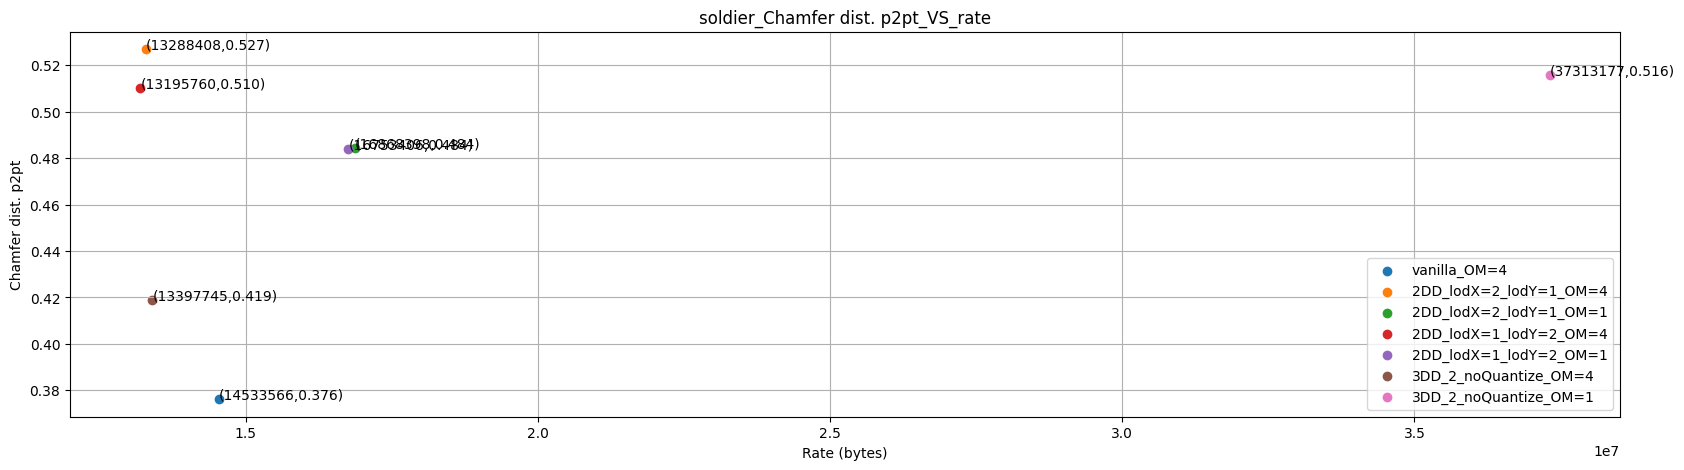 soldier_Chamfer dist. p2pt_VS_rate
(13288408,0.527)
0.52
(37313177,0.516)
(13195760,0.510)
0.50
0.48
0.46
0.44
0.42
(13397745,0.419)
0.40
0.38
(14533566,0.376)
Chamfer dist. p2pt
vanilla_OM=4
2DD_lodX=2_lodY=1_OM=4
2DD_lodX=2_lodY=1_OM=1
2DD_lodX=1_lodY=2_OM=4
2DD_lodX=1_lodY=2_OM=1
3DD_2_noQuantize_OM=4
3DD_2_noQuantize_OM=1
1.5 2.0 2.5 3.0 3.5
1e7
Rate (bytes)